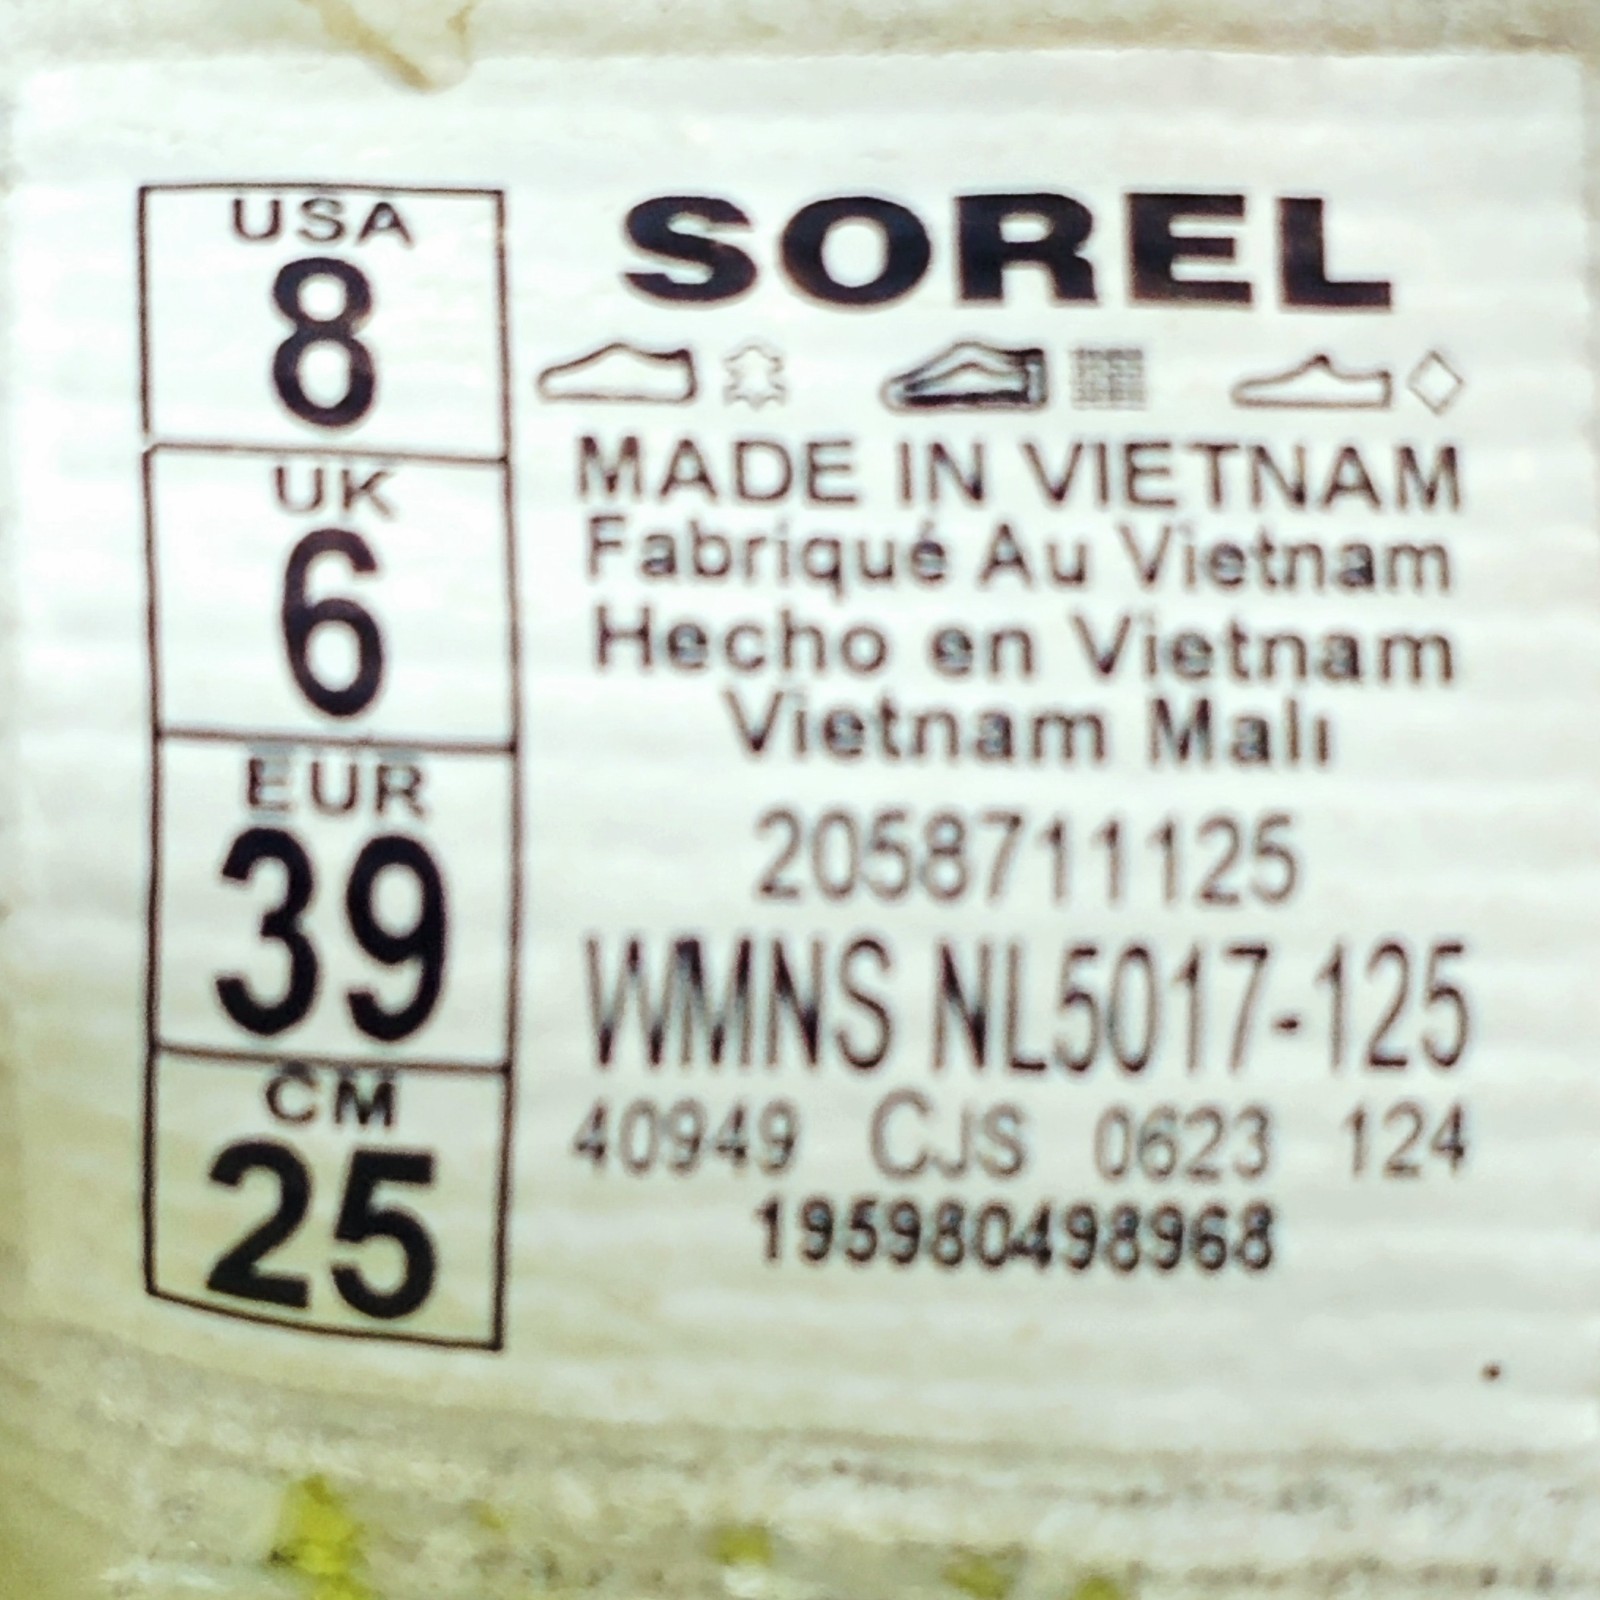 USA
8
UK
6
EUR
39
CM
25
SOREL
MADE IN VIETNAM
Fabriqué Au Vietnam
Hecho en Vietnam
Vietnam Malı
2058711125
WMNS NL5017-125
40949 CJS 0623 124
195980498968